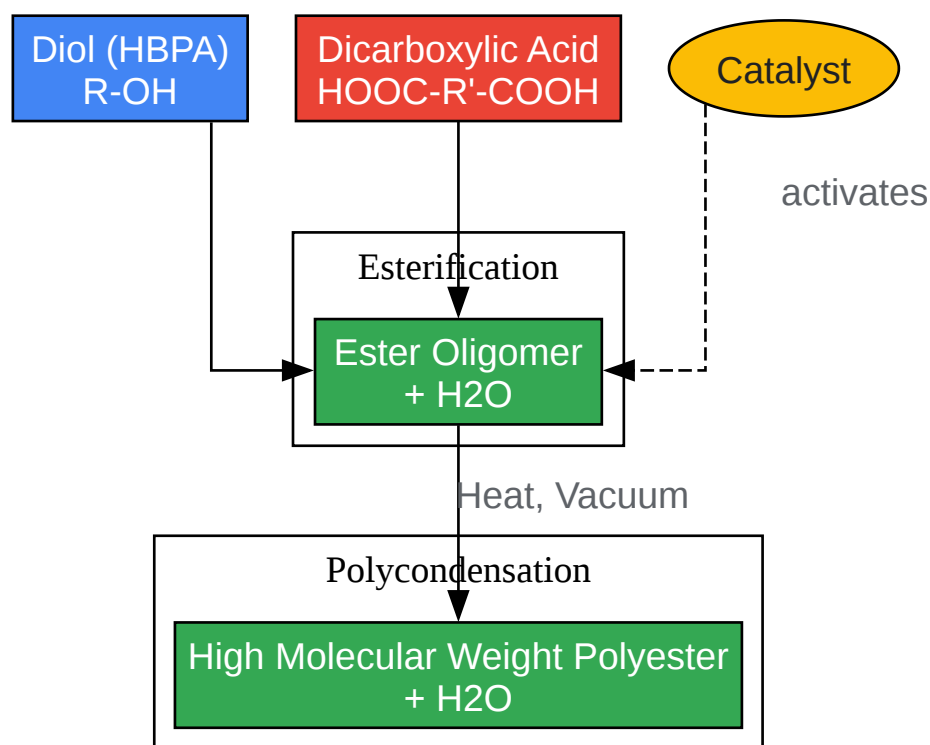 Diol (HBPA)
R-OH
Dicarboxylic Acid
HOOC-R'-COOH
Catalyst
activates
Esterification
Ester Oligomer
+ H2O
Heat, Vacuum
Polycondensation
High Molecular Weight Polyester
+ H2O